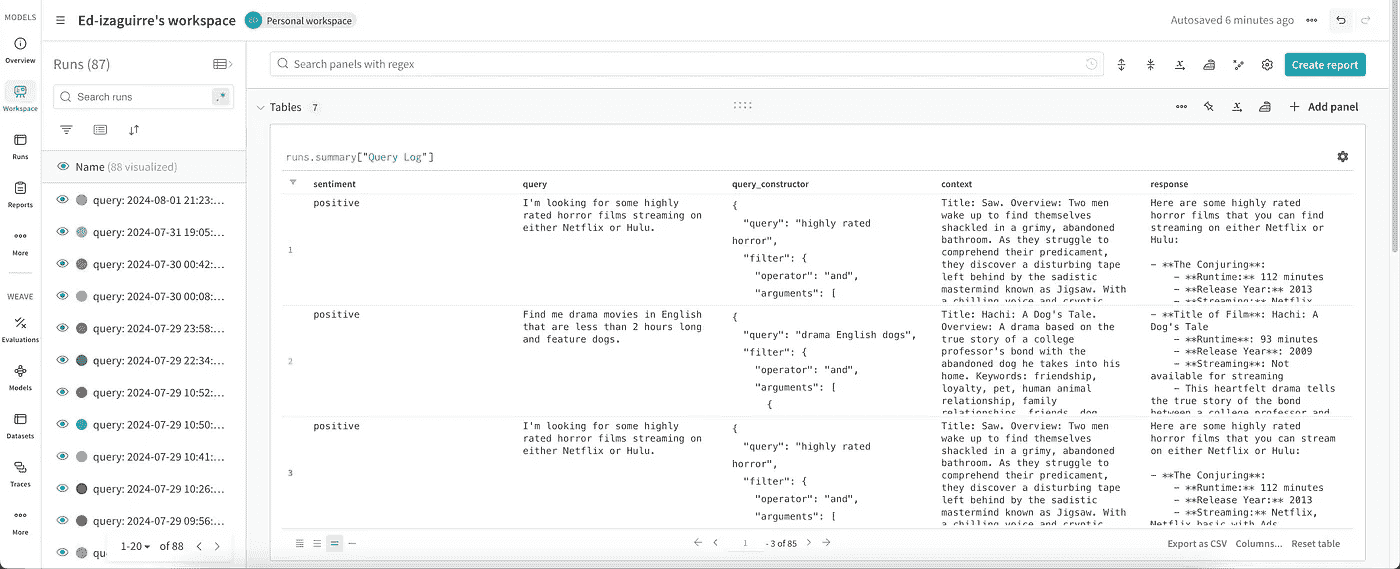 MODELS
Overview
Workspace
Runs
Reports
More
WEAVE
Evaluations
Models
Datasets
Traces
More
Ed-izaguirre's workspace
Personal workspace
Autosaved 6 minutes ago
Runs (87)
Search runs
.*
Name (88 visualized)
query: 2024-08-01 21:23:...
query: 2024-07-31 19:05:...
query: 2024-07-30 00:42:...
query: 2024-07-30 00:08:...
query: 2024-07-29 23:58:...
query: 2024-07-29 22:34:...
query: 2024-07-29 10:52:...
query: 2024-07-29 10:50:...
query: 2024-07-29 10:41:...
query: 2024-07-29 10:26:...
query: 2024-07-29 09:56:...
1-20 of 88
Search panels with regex
Create report
Tables 7
Add panel
runs.summary["Query Log"]
sentiment
query
query_constructor
context
response
1
positive
I'm looking for some highly
rated horror films streaming on
either Netflix or Hulu.
{
"query": "highly rated
horror",
"filter": {
"operator": "and",
"arguments": [
Title: Saw. Overview: Two men
wake up to find themselves
shackled in a grimy, abandoned
bathroom. As they struggle to
comprehend their predicament,
they discover a disturbing tape
left behind by the sadistic
mastermind known as Jigsaw. With
a chilling voice and cryptic
Here are some highly rated
horror films that you can find
streaming on either Netflix or
Hulu:
- **The Conjuring**:
- **Runtime:** 112 minutes
- **Release Year:** 2013
- **Streaming:** Netflix
2
positive
Find me drama movies in English
that are less than 2 hours long
and feature dogs.
{
"query": "drama English dogs",
"filter": {
"operator": "and",
"arguments": [
{
Title: Hachi: A Dog's Tale.
Overview: A drama based on the
true story of a college
professor's bond with the
abandoned dog he takes into his
home. Keywords: friendship,
loyalty, pet, human animal
relationship, family
relationships, friends, dog
- **Title of Film**: Hachi: A
Dog's Tale
- **Runtime**: 93 minutes
- **Release Year**: 2009
- **Streaming**: Not
available for streaming
- This heartfelt drama tells
the true story of the bond
between a college professor and
3
positive
I'm looking for some highly
rated horror films streaming on
either Netflix or Hulu.
{
"query": "highly rated
horror",
"filter": {
"operator": "and",
"arguments": [
Title: Saw. Overview: Two men
wake up to find themselves
shackled in a grimy, abandoned
bathroom. As they struggle to
comprehend their predicament,
they discover a disturbing tape
left behind by the sadistic
mastermind known as Jigsaw. With
a chilling voice and cryptic
Here are some highly rated
horror films that you can stream
on either Netflix or Hulu:
- **The Conjuring**:
- **Runtime:** 112 minutes
- **Release Year:** 2013
- **Streaming:** Netflix,
Netflix basic with Ads
1 - 3 of 85
Export as CSV
Columns...
Reset table